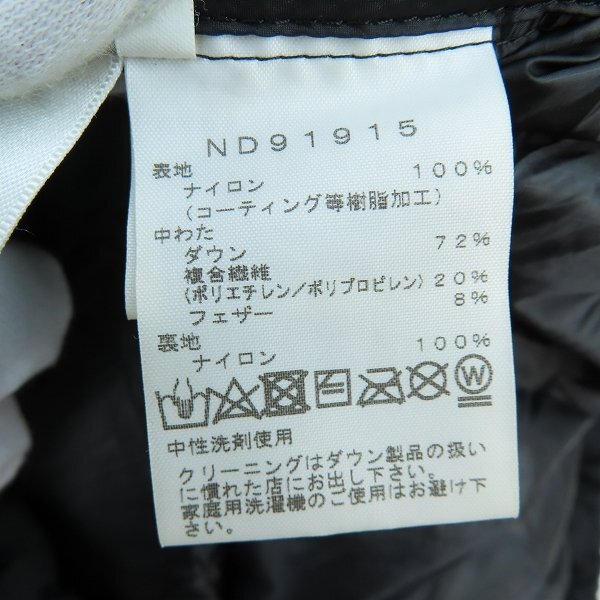 ND91915
表地 100%
ナイロン
(コーティング等樹脂加工)
中わた
ダウン 72%
複合繊維
(ポリエチレン/ポリプロピレン) 20%
フェザー 8%
裏地
ナイロン 100%
W
中性洗剤使用
クリーニングはダウン製品の扱い
に慣れた店にお出し下さい。
家庭用洗濯機のご使用はお避け下
さい。